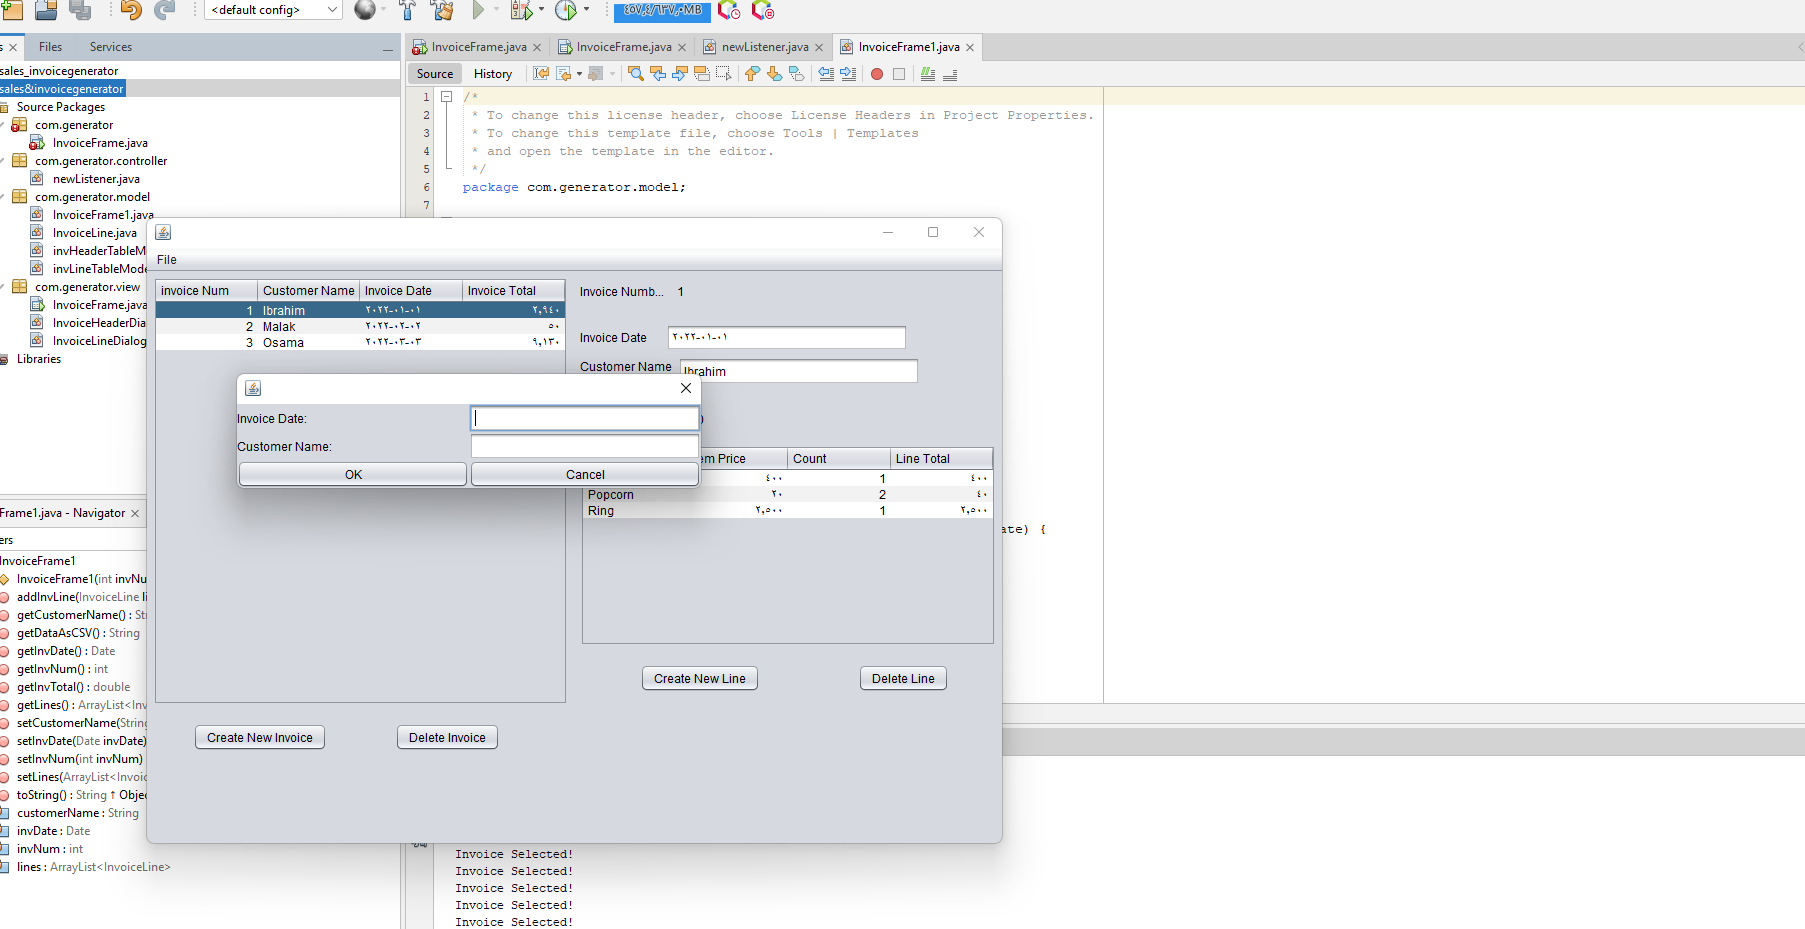 <default config>
٤٥٧٫٤/٦٣٧٫٠MB
s
Files
Services
InvoiceFrame.java
InvoiceFrame.java
newListener.java
InvoiceFrame1.java
Source
History
sales_invoicegenerator
sales&invoicegenerator
Source Packages
com.generator
InvoiceFrame.java
com.generator.controller
newListener.java
com.generator.model
InvoiceFrame1.java
InvoiceLine.java
invHeaderTableM
invLineTableMode
com.generator.view
InvoiceFrame.java
InvoiceHeaderDia
InvoiceLineDialog
Libraries
1 /*
2 * To change this license header, choose License Headers in Project Properties.
3 * To change this template file, choose Tools | Templates
4 * and open the template in the editor.
5 */
6 package com.generator.model;
7
ate) {
File
invoice Num Customer Name Invoice Date Invoice Total
1 Ibrahim ٢٠٢٢-٠١-٠١ ٢,٩٤٠
2 Malak ٢٠٢٢-٠٢-٠٢ ٥٠
3 Osama ٢٠٢٢-٠٣-٠٣ ٩,١٣٠
Invoice Numb... 1
Invoice Date ٢٠٢٢-٠١-٠١
Customer Name Ibrahim
Invoice Date:
Customer Name:
OK Cancel
em Price Count Line Total
٤٠٠ 1 ٤٠٠
Popcorn ٢٠ 2 ٤٠
Ring ٢,٥٠٠ 1 ٢,٥٠٠
Create New Line
Delete Line
Create New Invoice
Delete Invoice
Frame1.java - Navigator
ers
InvoiceFrame1
InvoiceFrame1(int invNu
addInvLine(InvoiceLine li
getCustomerName() : Str
getDataAsCSV() : String
getInvDate() : Date
getInvNum() : int
getInvTotal() : double
getLines() : ArrayList<Inv
setCustomerName(String
setInvDate(Date invDate)
setInvNum(int invNum)
setLines(ArrayList<Invoic
toString() : String ↑ Objec
customerName : String
invDate : Date
invNum : int
lines : ArrayList<InvoiceLine>
Invoice Selected!
Invoice Selected!
Invoice Selected!
Invoice Selected!
Invoice Selected!